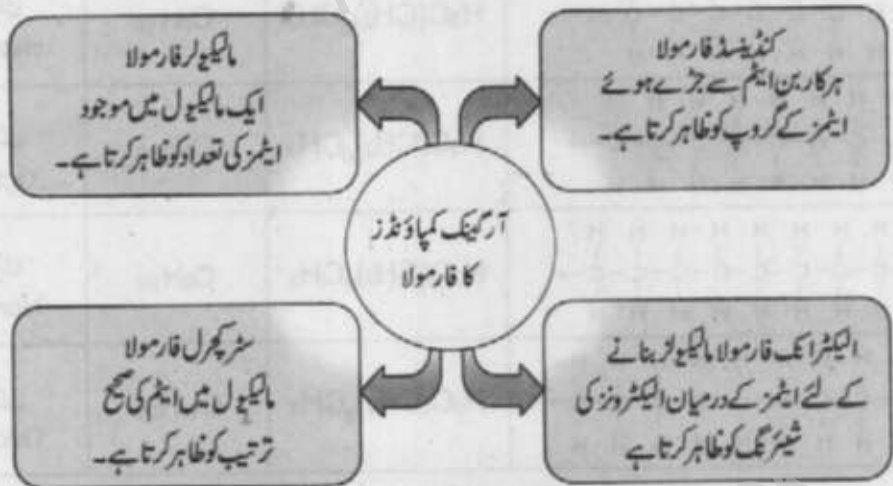 کنڈینسڈ فارمولا
ہر کاربن ایٹم سے جڑے ہوئے
ایٹمز کے گروپ کو ظاہر کرتا ہے۔
مالیکیولر فارمولا
ایک مالیکیول میں موجود
ایٹمز کی تعداد کو ظاہر کرتا ہے۔
آرگینک کمپاؤنڈز
کا فارمولا
الیکٹرانک فارمولا مالیکیولز بنانے
کے لئے ایٹمز کے درمیان الیکٹرونز کی
شیئرنگ کو ظاہر کرتا ہے
سٹرکچرل فارمولا
مالیکیول میں ایٹم کی صحیح
ترتیب کو ظاہر کرتا ہے۔